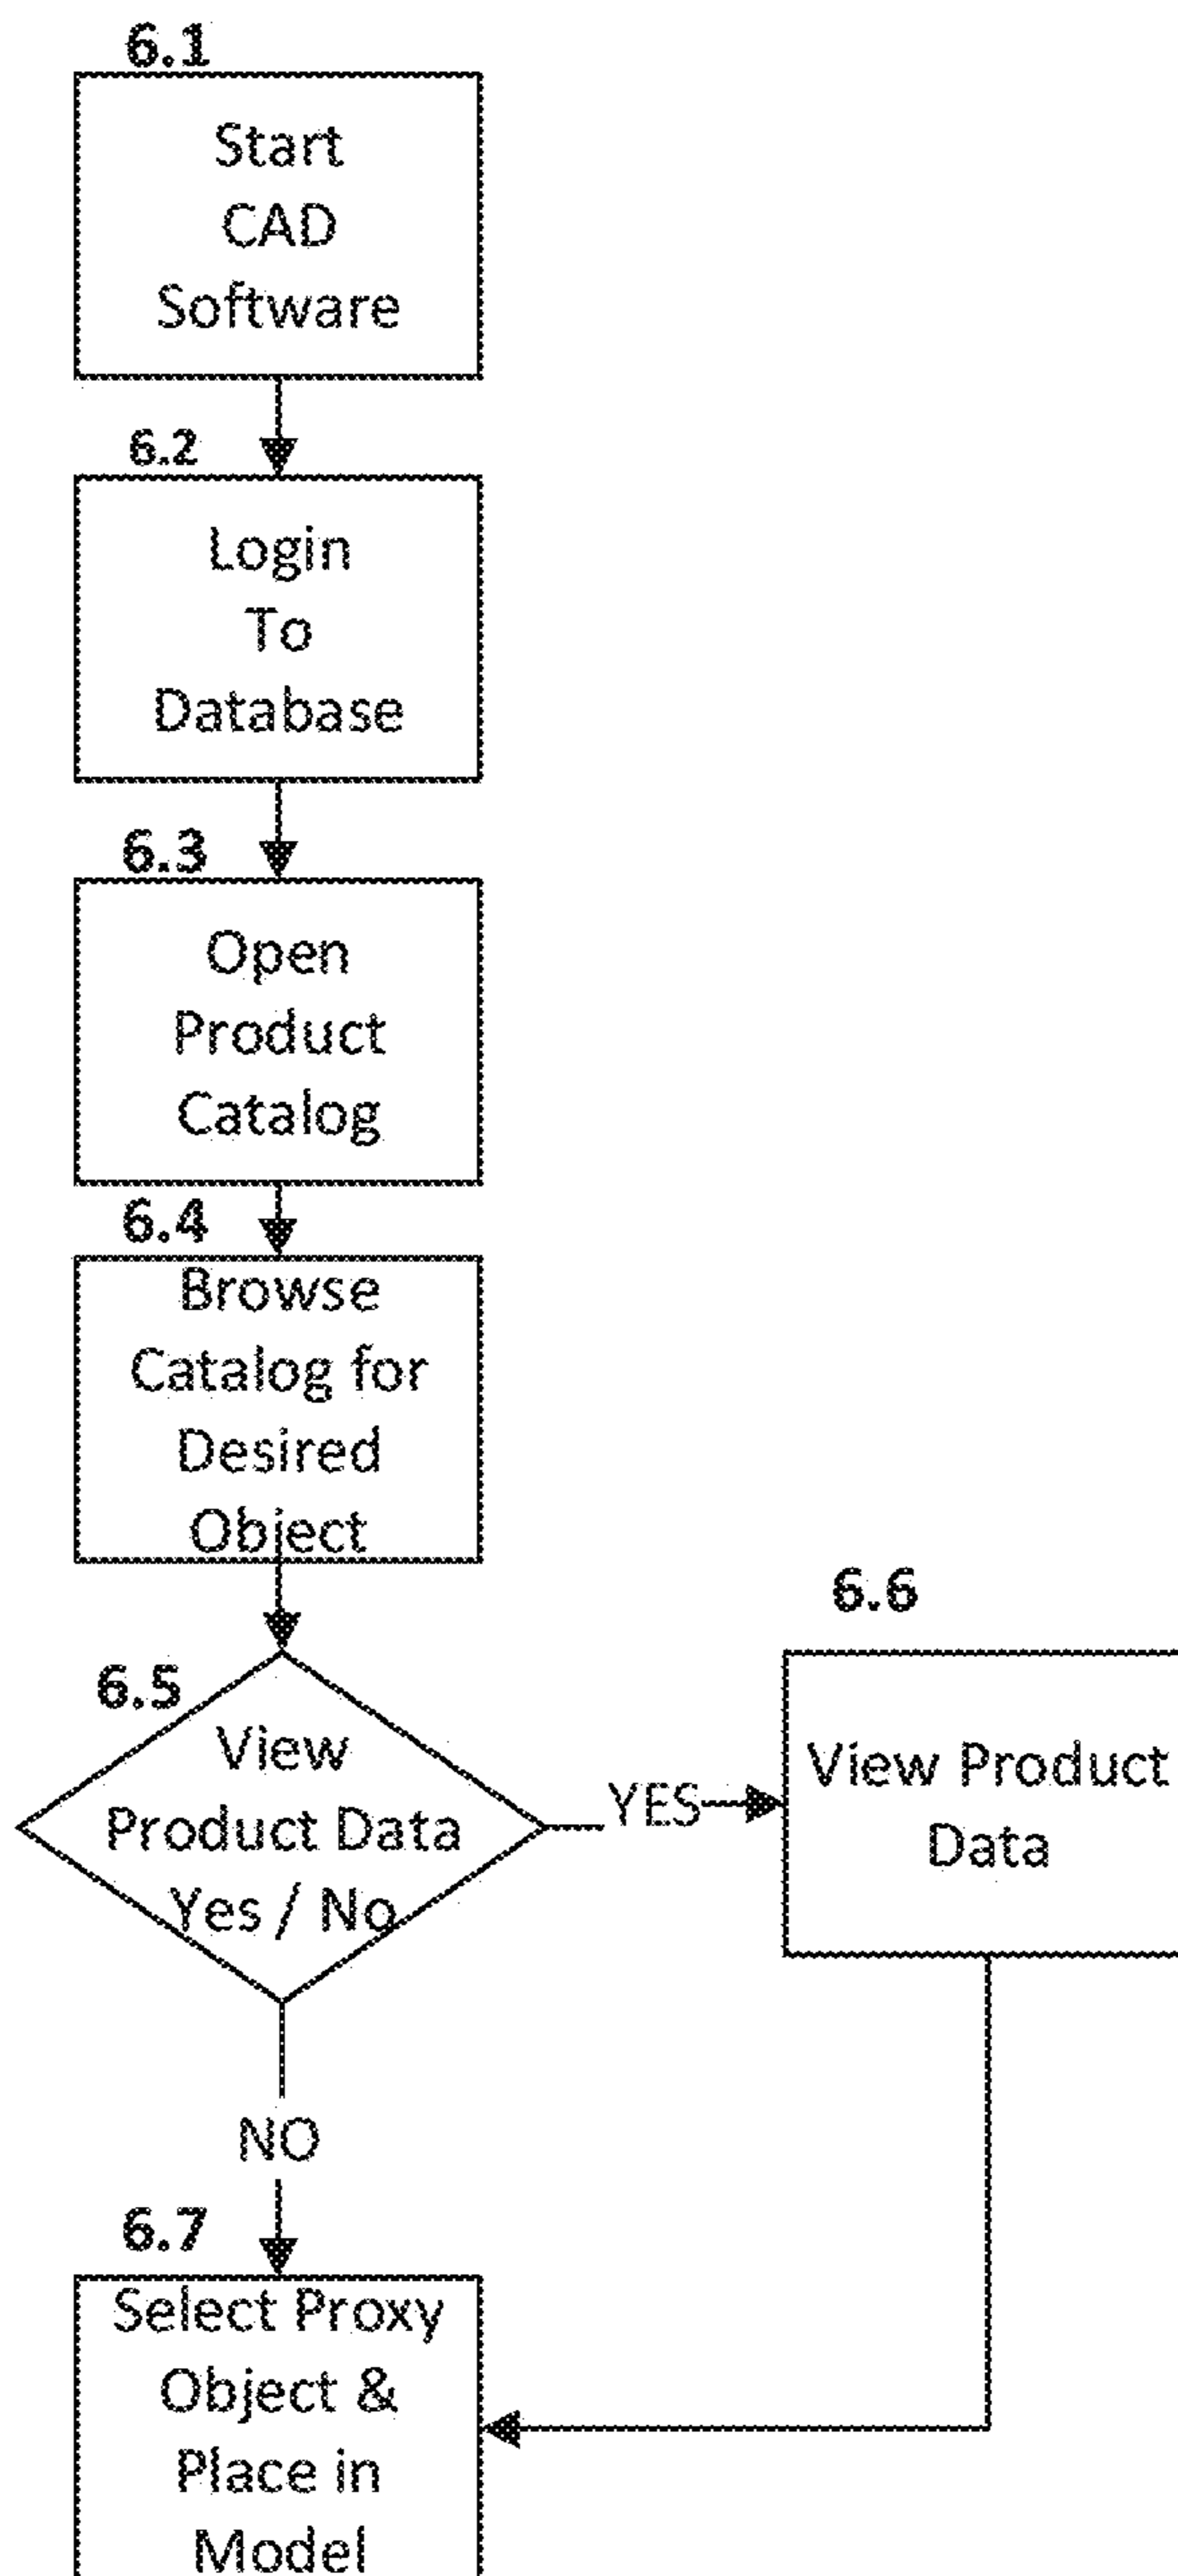 6.1
Start
CAD
Software
6.2
Login
To
Database
6.3
Open
Product
Catalog
6.4
Browse
Catalog for
Desired
Object
6.5
View
Product Data
Yes / No
YES
6.6
View Product
Data
NO
6.7
Select Proxy
Object &
Place in
Model